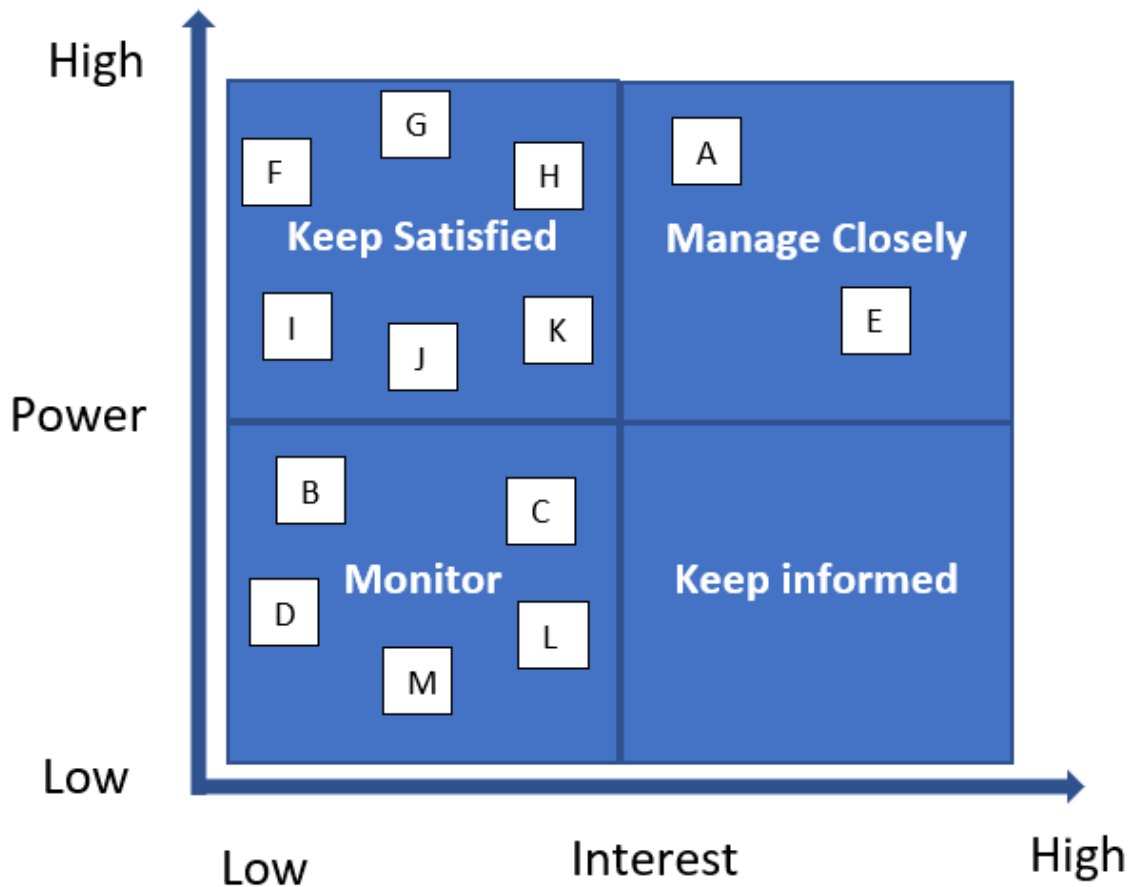 High
G
A
F
H
Keep Satisfied
Manage Closely
I
J
K
E
Power
B
C
Monitor
Keep informed
D
L
M
Low
Low
Interest
High